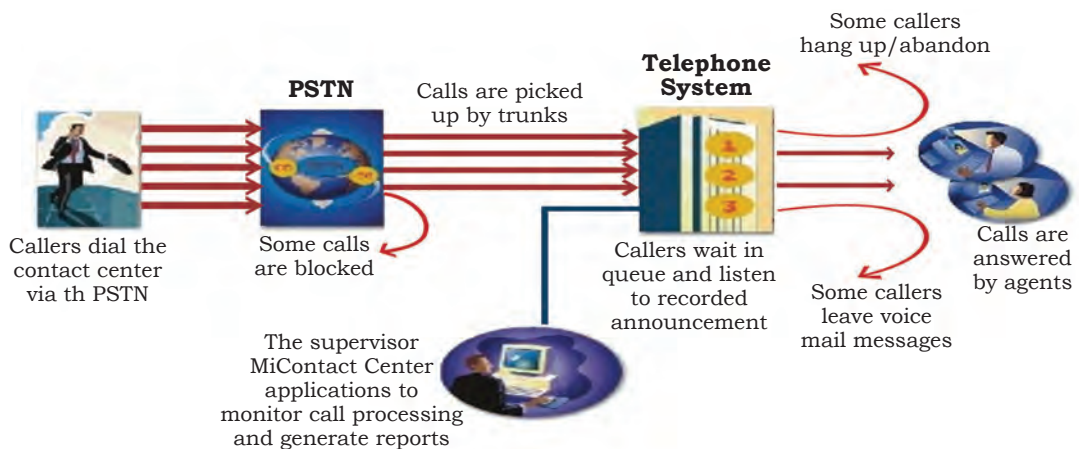 Callers dial the
contact center
via th PSTN
PSTN
Some calls
are blocked
Calls are picked
up by trunks
Telephone
System
1
2
3
Callers wait in
queue and listen
to recorded
announcement
Some callers
hang up/abandon
Calls are
answered
by agents
Some callers
leave voice
mail messages
The supervisor
MiContact Center
applications to
monitor call processing
and generate reports